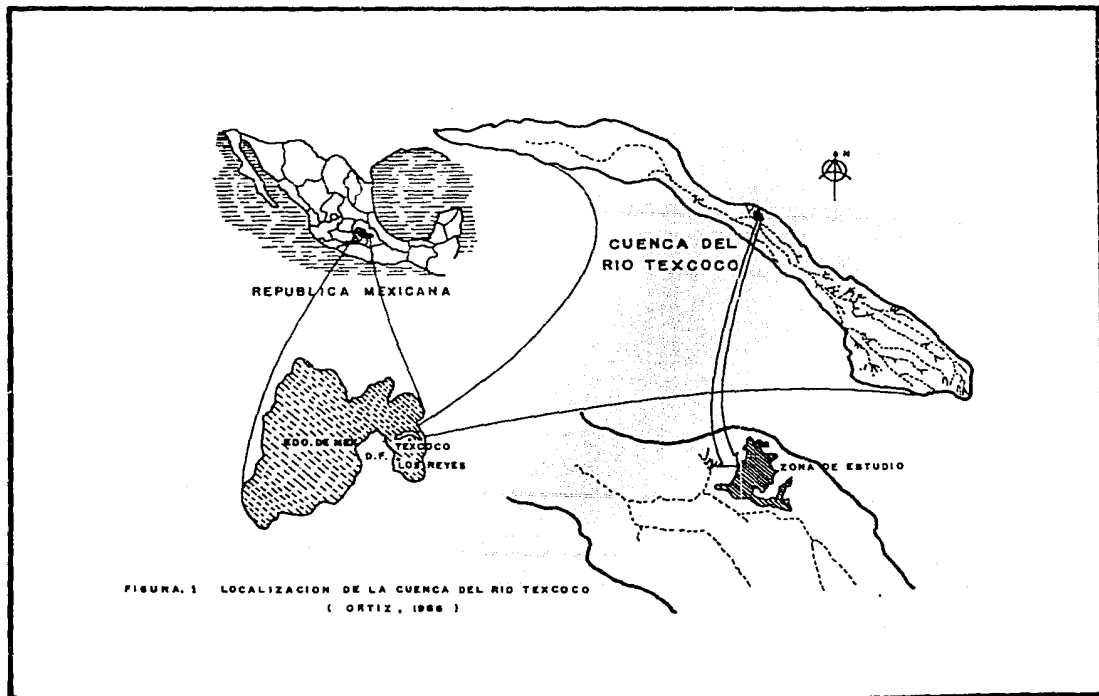 N
CUENCA DEL
RIO TEXCOCO
REPUBLICA MEXICANA
EDO. DE MEX
TEXCOCO
D.F.
LOS REYES
ZONA DE ESTUDIO
FIGURA. 1 LOCALIZACION DE LA CUENCA DEL RIO TEXCOCO
( ORTIZ, 1986 )